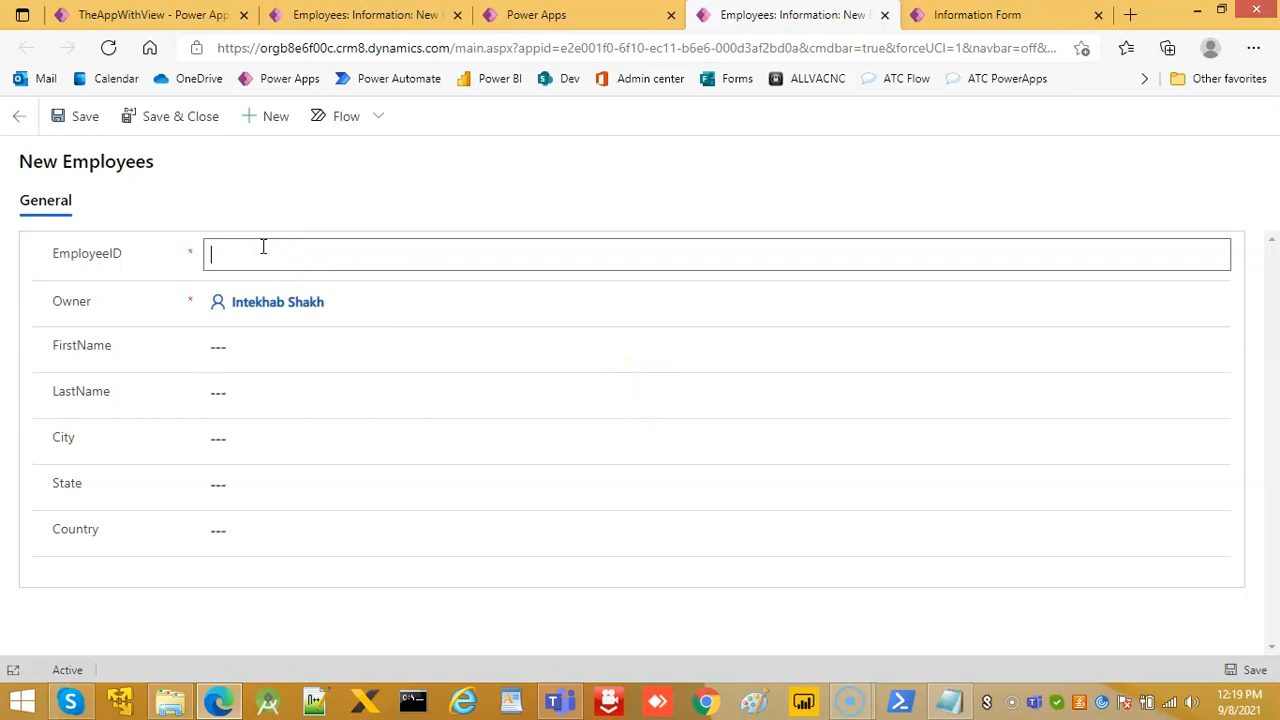 TheAppWithView - Power App
Employees: Information: New E
Power Apps
Employees: Information: New E
Information Form
https://orgb8e6f00c.crm8.dynamics.com/main.aspx?appid=e2e001f0-6f10-ec11-b6e6-000d3af2bd0a&cmdbar=true&forceUCI=1&navbar=off&...
Mail
Calendar
OneDrive
Power Apps
Power Automate
Power BI
Dev
Admin center
Forms
ALLVACNC
ATC Flow
ATC PowerApps
Other favorites
Save
Save & Close
New
Flow
New Employees
General
EmployeeID *
Owner * Intekhab Shakh
FirstName ---
LastName ---
City ---
State ---
Country ---
Active
Save
12:19 PM
9/8/2021